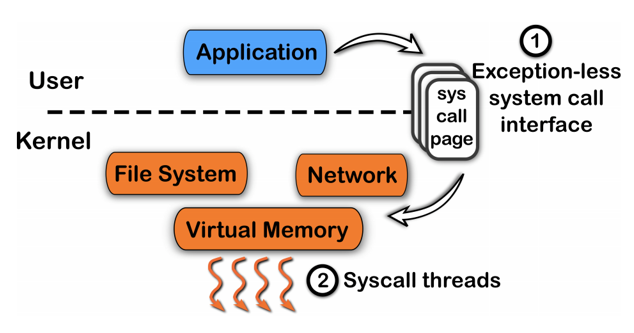 Application
1
User
Exception-less
system call
interface
sys
call
page
Kernel
File System
Network
Virtual Memory
2 Syscall threads